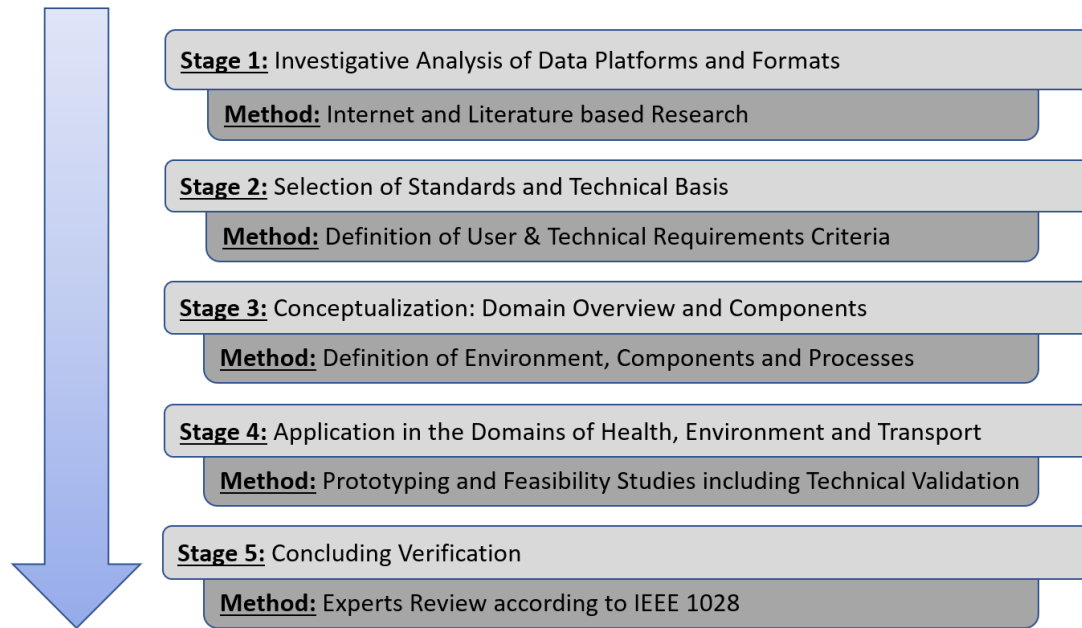 Stage 1: Investigative Analysis of Data Platforms and Formats
Method: Internet and Literature based Research
Stage 2: Selection of Standards and Technical Basis
Method: Definition of User & Technical Requirements Criteria
Stage 3: Conceptualization: Domain Overview and Components
Method: Definition of Environment, Components and Processes
Stage 4: Application in the Domains of Health, Environment and Transport
Method: Prototyping and Feasibility Studies including Technical Validation
Stage 5: Concluding Verification
Method: Experts Review according to IEEE 1028